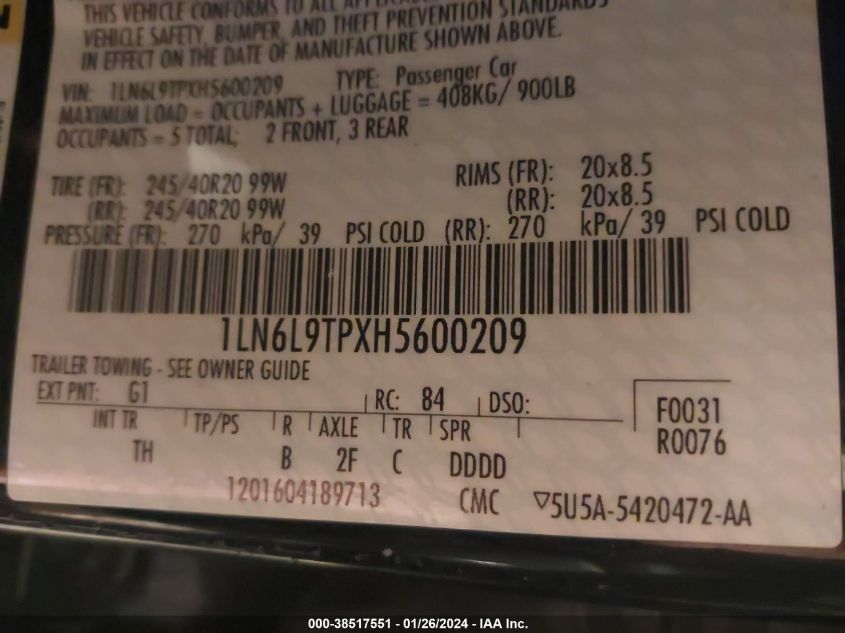 THIS VEHICLE CONFORMS TO ALL
VEHICLE SAFETY, BUMPER, AND THEFT PREVENTION STANDARDS
IN EFFECT ON THE DATE OF MANUFACTURE SHOWN ABOVE.
VIN: 1LN6L9TPXH5600209 TYPE: Passenger Car
MAXIMUM LOAD = OCCUPANTS + LUGGAGE = 408KG/ 900LB
OCCUPANTS = 5 TOTAL; 2 FRONT, 3 REAR
TIRE (FR): 245/40R20 99W RIMS (FR): 20x8.5
(RR): 245/40R20 99W (RR): 20x8.5
PRESSURE (FR): 270 kPa/ 39 PSI COLD (RR): 270 kPa/ 39 PSI COLD
1LN6L9TPXH5600209
TRAILER TOWING - SEE OWNER GUIDE
EXT PNT: G1 RC: 84 DSO: F0031
INT TR TP/PS R AXLE TR SPR R0076
TH B 2F C DDDD
1201604189713 CMC ▽5U5A-5420472-AA
000-38517551 - 01/26/2024 - IAA Inc.